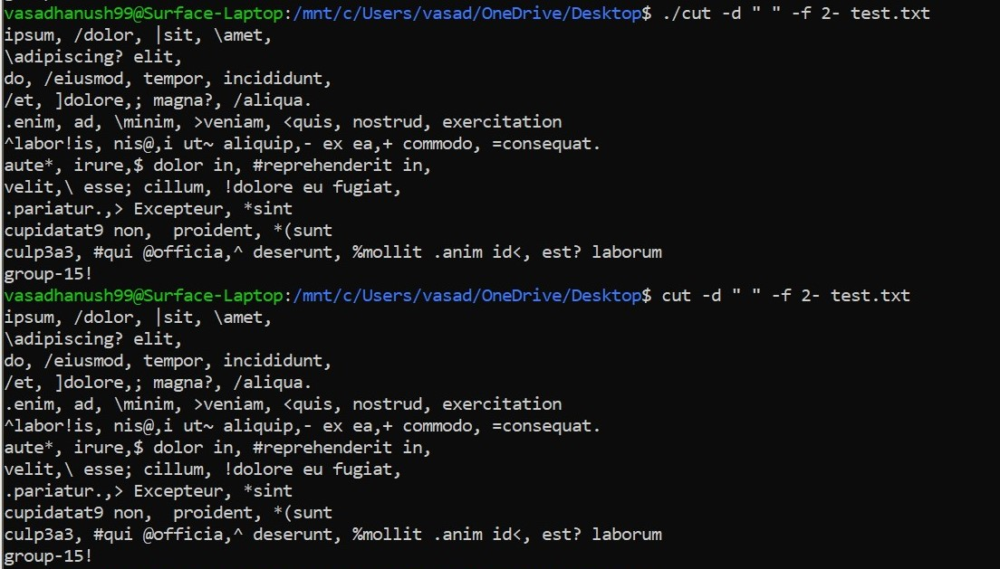 vasadhanush99@Surface-Laptop:/mnt/c/Users/vasad/OneDrive/Desktop$ ./cut -d " " -f 2- test.txt
ipsum, /dolor, |sit, \amet,
\adipiscing? elit,
do, /eiusmod, tempor, incididunt,
/et, ]dolore,; magna?, /aliqua.
.enim, ad, \minim, >veniam, <quis, nostrud, exercitation
^labor!is, nis@,i ut~ aliquip,- ex ea,+ commodo, =consequat.
aute*, irure,$ dolor in, #reprehenderit in,
velit,\ esse; cillum, !dolore eu fugiat,
.pariatur.,> Excepteur, *sint
cupidatat9 non,  proident, *(sunt
culp3a3, #qui @officia,^ deserunt, %mollit .anim id<, est? laborum
group-15!
vasadhanush99@Surface-Laptop:/mnt/c/Users/vasad/OneDrive/Desktop$ cut -d " " -f 2- test.txt
ipsum, /dolor, |sit, \amet,
\adipiscing? elit,
do, /eiusmod, tempor, incididunt,
/et, ]dolore,; magna?, /aliqua.
.enim, ad, \minim, >veniam, <quis, nostrud, exercitation
^labor!is, nis@,i ut~ aliquip,- ex ea,+ commodo, =consequat.
aute*, irure,$ dolor in, #reprehenderit in,
velit,\ esse; cillum, !dolore eu fugiat,
.pariatur.,> Excepteur, *sint
cupidatat9 non,  proident, *(sunt
culp3a3, #qui @officia,^ deserunt, %mollit .anim id<, est? laborum
group-15!